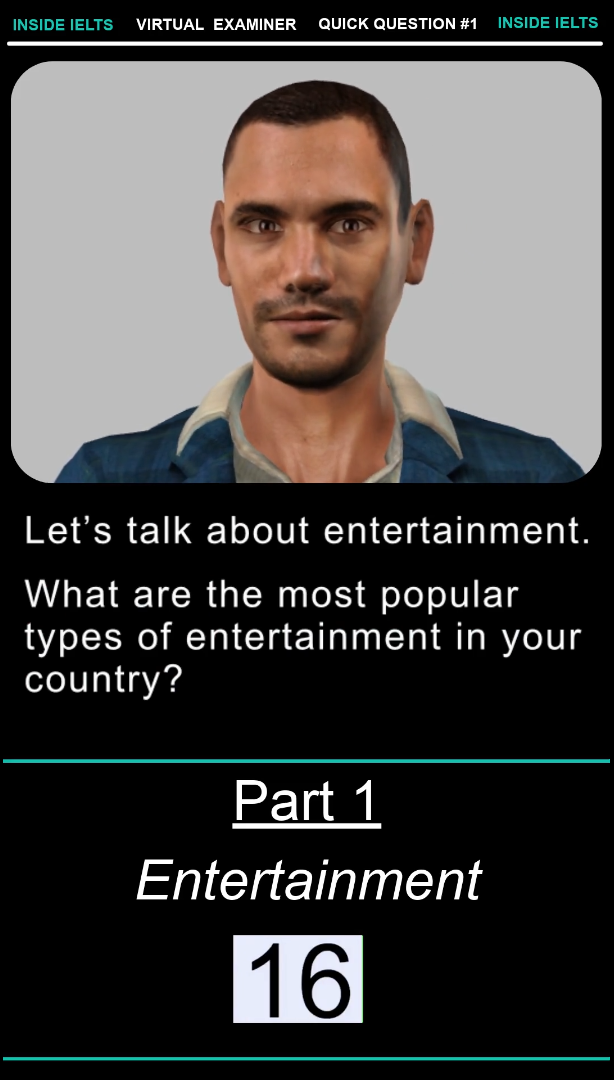 INSIDE IELTS VIRTUAL EXAMINER QUICK QUESTION #1 INSIDE IELTS
Let's talk about entertainment.
What are the most popular
types of entertainment in your
country?
Part 1
Entertainment
16